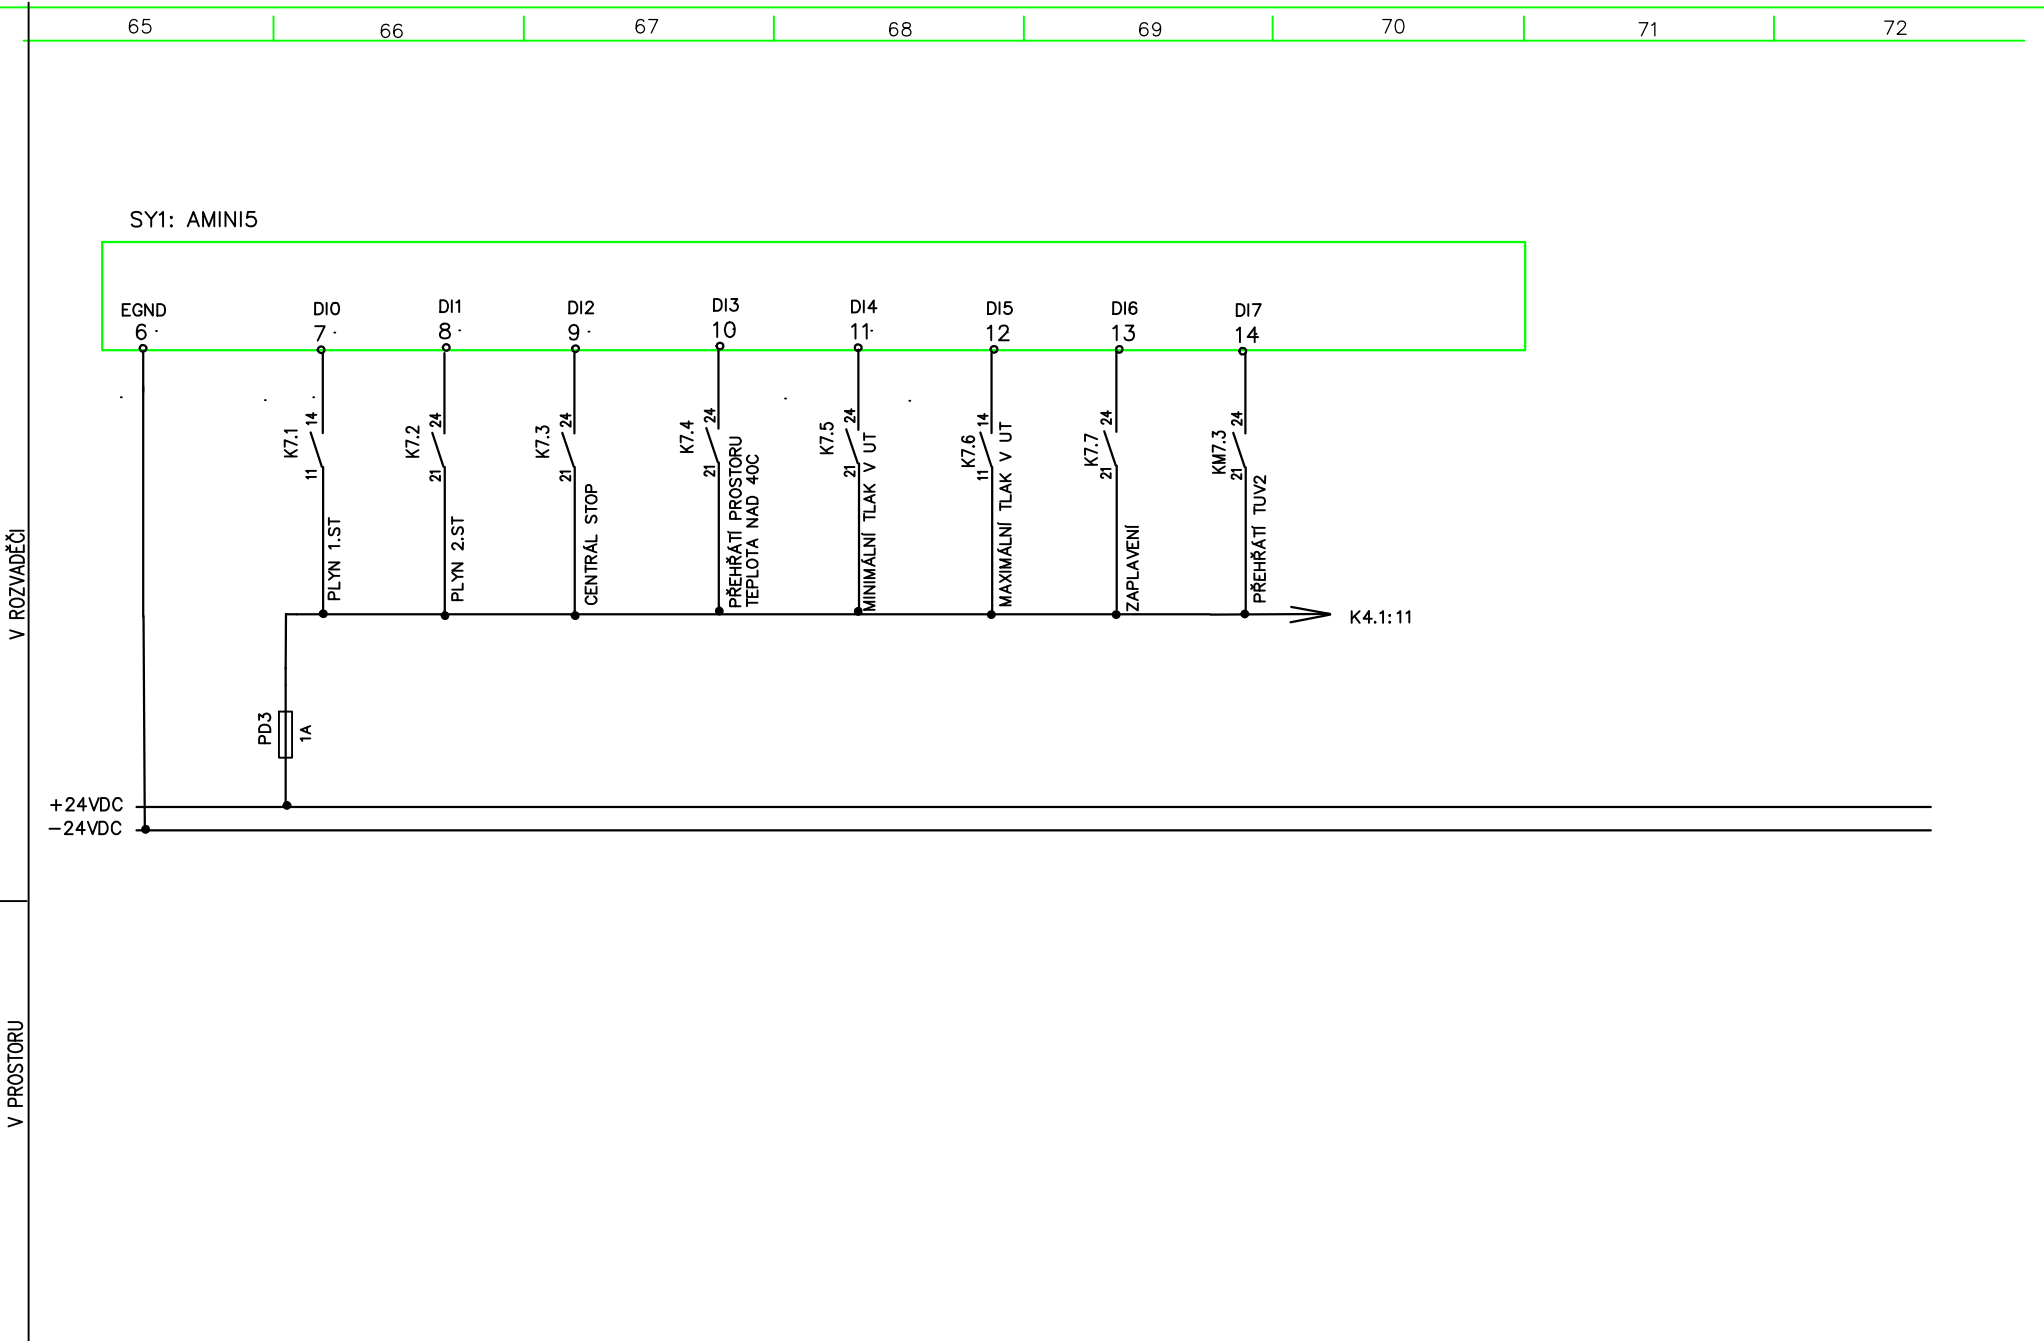 65 66 67 68 69 70 71 72
SY1: AMINI5
EGND DI0 DI1 DI2 DI3 DI4 DI5 DI6 DI7
6 7 8 9 10 11 12 13 14
K7.1 14 11 PLYN 1.ST
K7.2 24 21 PLYN 2.ST
K7.3 24 21 CENTRÁL STOP
K7.4 24 21 PŘEHŘÁTÍ PROSTORU
TEPLOTA NAD 40C
K7.5 24 21 MINIMÁLNÍ TLAK V UT
K7.6 14 11 MAXIMÁLNÍ TLAK V UT
K7.7 24 21 ZAPLAVENÍ
KM7.3 24 21 PŘEHŘÁTÍ TUV2
K4.1:11
PD3 1A
+24VDC
-24VDC
V ROZVADĚČI
V PROSTORU